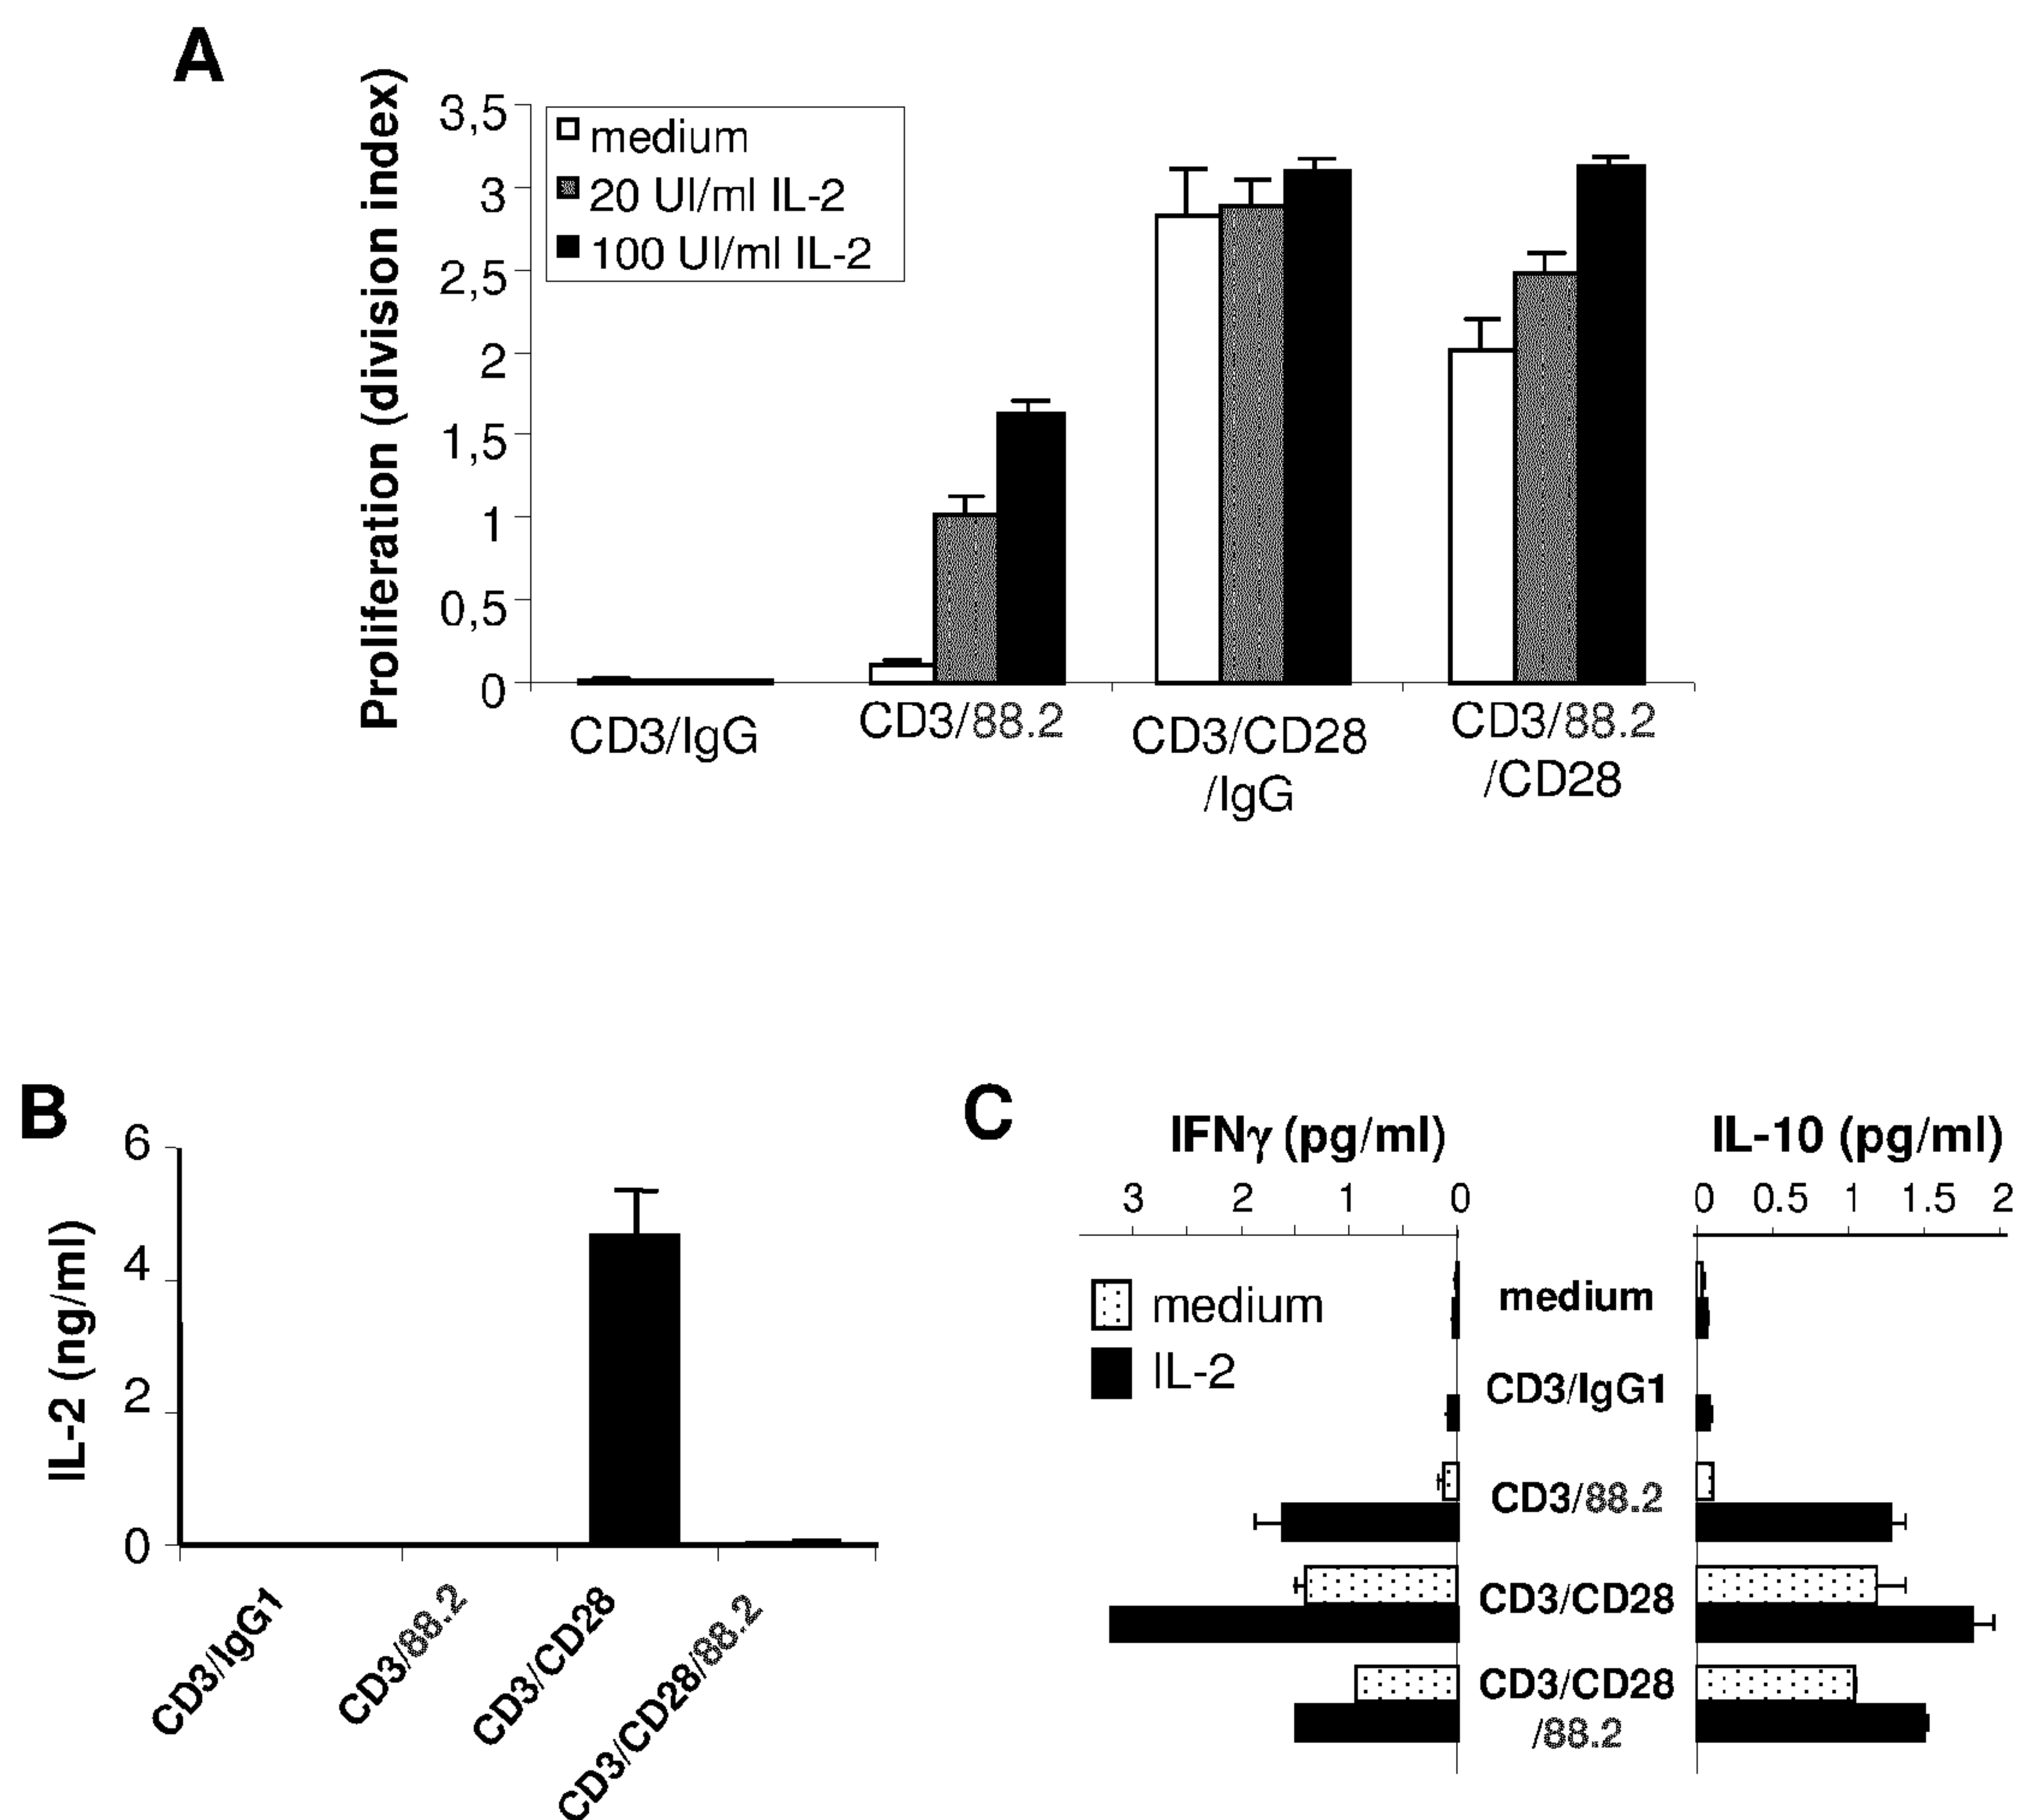 A
Proliferation (division index)
3,5
3
2,5
2
1,5
1
0,5
0
medium
20 UI/ml IL-2
100 UI/ml IL-2
CD3/IgG
CD3/88.2
CD3/CD28
/IgG
CD3/88.2
/CD28
B
IL-2 (ng/ml)
6
4
2
0
CD3/IgG1
CD3/88.2
CD3/CD28
CD3/CD28/88.2
C
IFNγ (pg/ml)
IL-10 (pg/ml)
3 2 1 0
0 0.5 1 1.5 2
medium
IL-2
medium
CD3/IgG1
CD3/88.2
CD3/CD28
CD3/CD28
/88.2